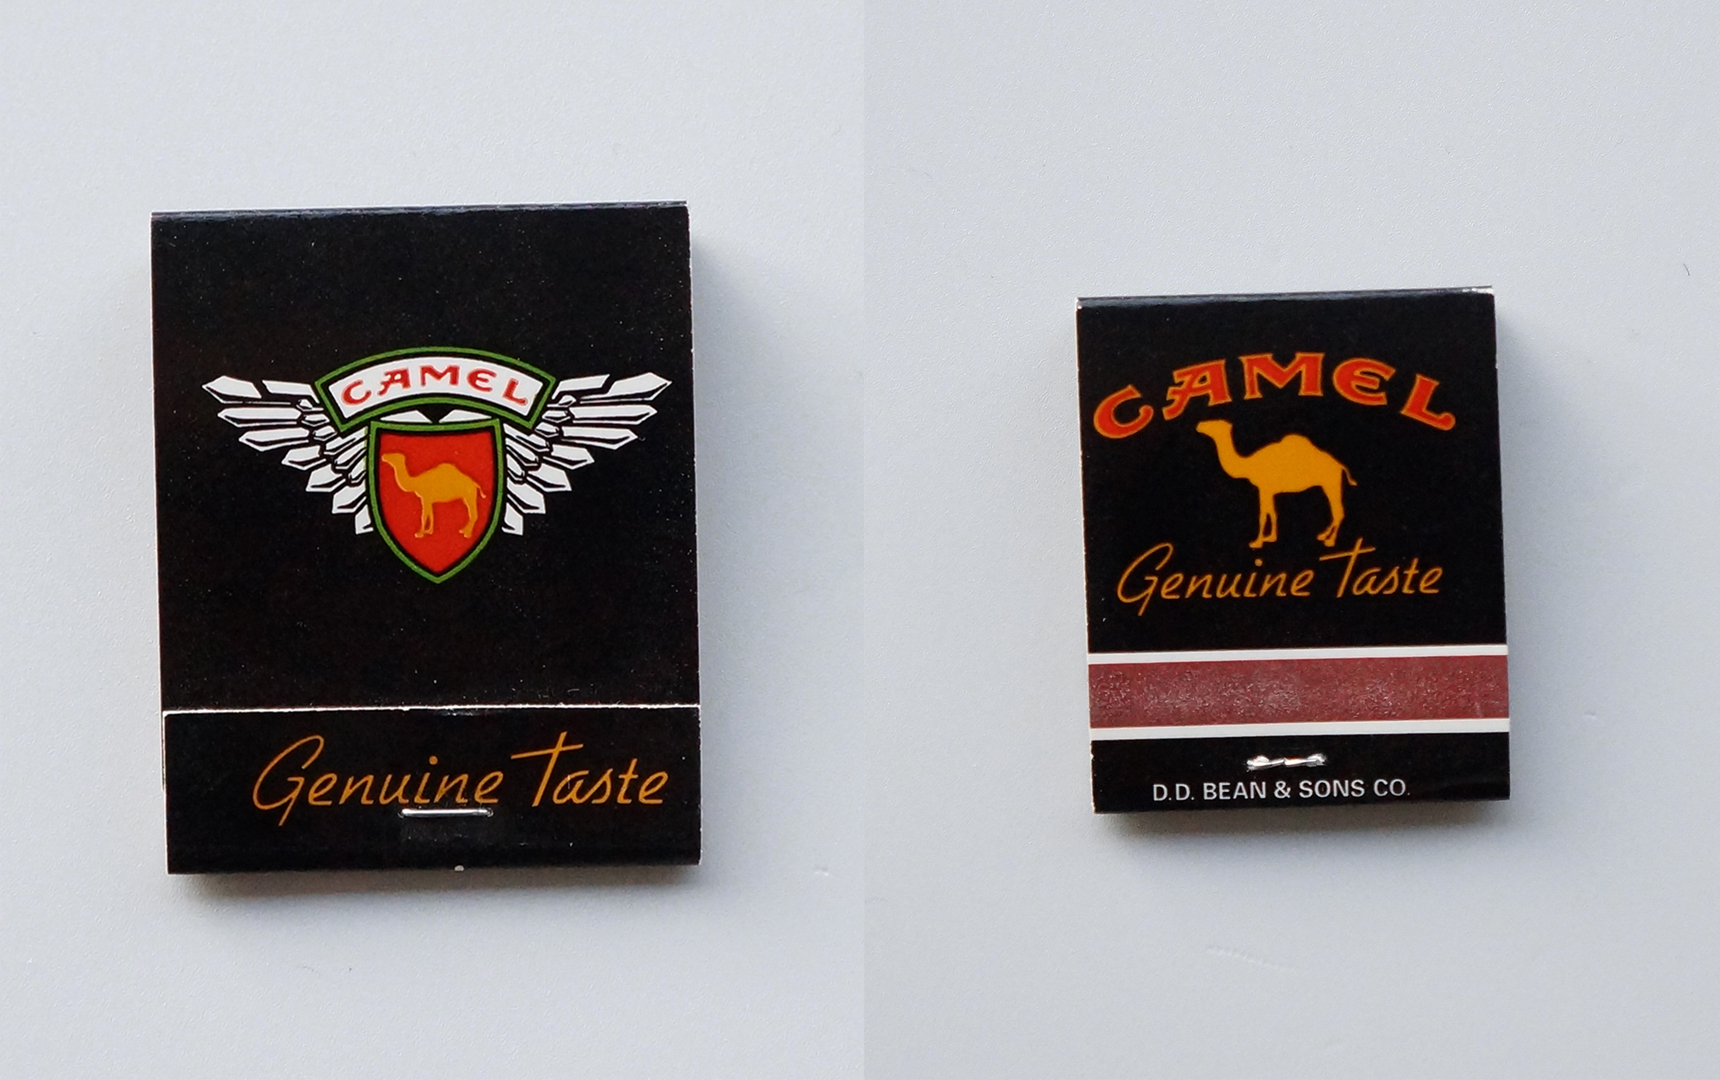 CAMEL
Genuine Taste
CAMEL
Genuine Taste
D.D. BEAN & SONS CO.